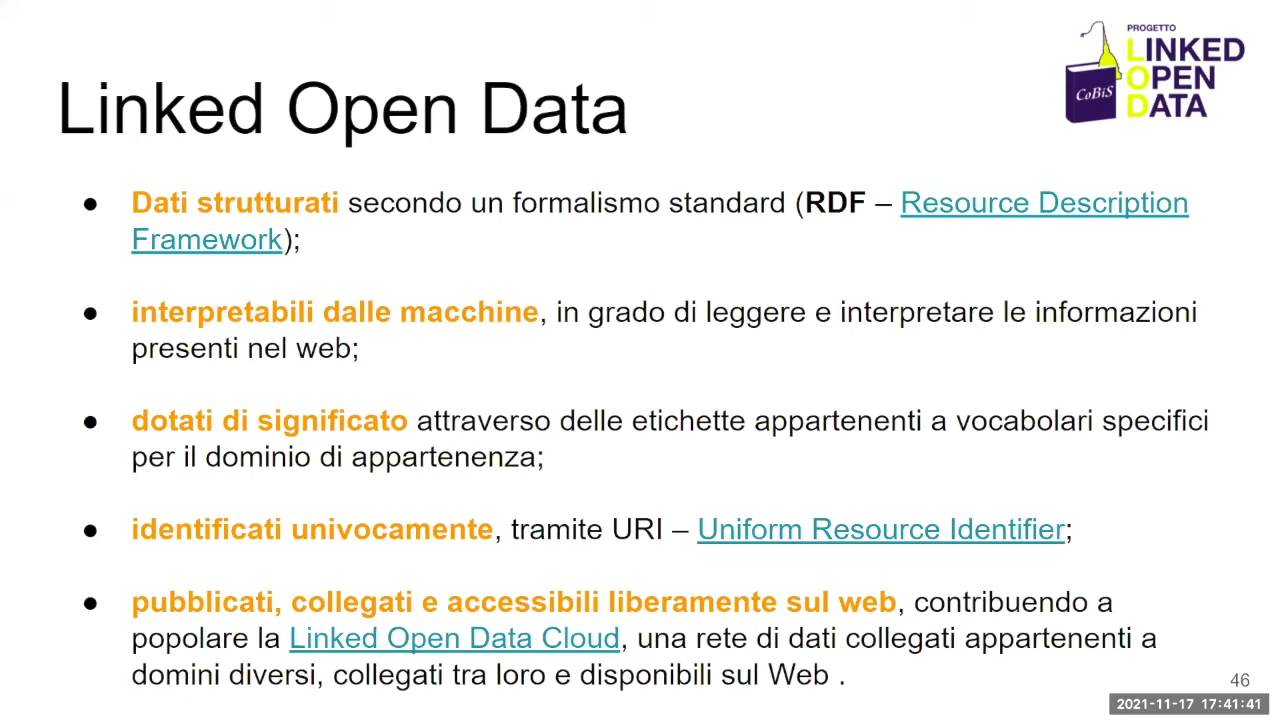 PROGETTO
LINKED
OPEN
DATA
CoBiS
Linked Open Data
● Dati strutturati secondo un formalismo standard (RDF – Resource Description
Framework);
● interpretabili dalle macchine, in grado di leggere e interpretare le informazioni
presenti nel web;
● dotati di significato attraverso delle etichette appartenenti a vocabolari specifici
per il dominio di appartenenza;
● identificati univocamente, tramite URI – Uniform Resource Identifier;
● pubblicati, collegati e accessibili liberamente sul web, contribuendo a
popolare la Linked Open Data Cloud, una rete di dati collegati appartenenti a
domini diversi, collegati tra loro e disponibili sul Web .
46
2021-11-17 17:41:41